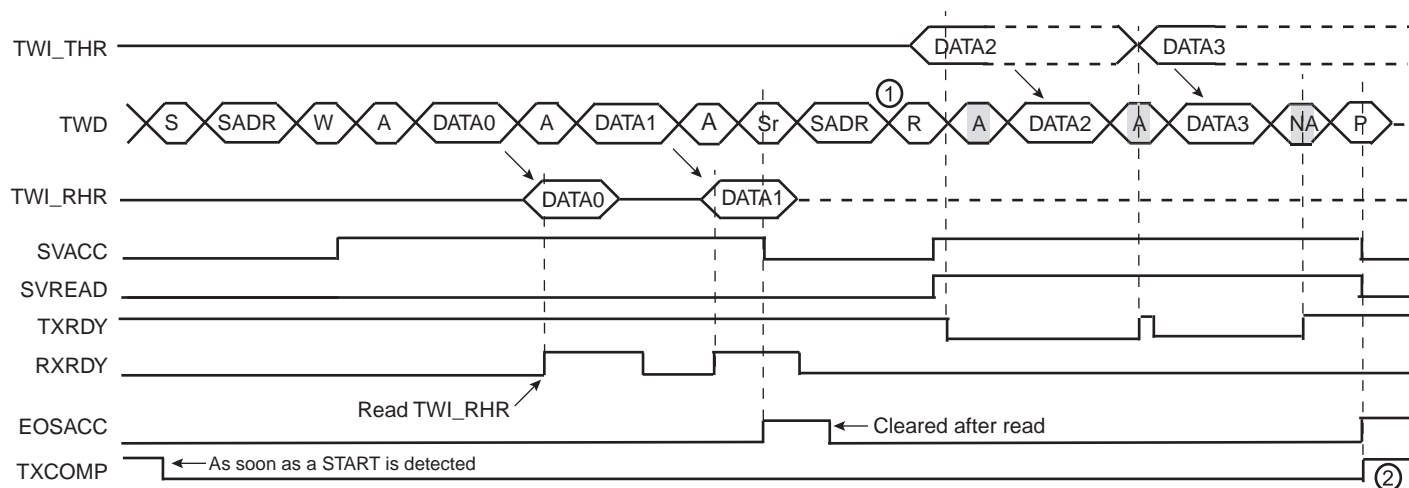 TWI_THR DATA2 DATA3
①
TWD S SADR W A DATA0 A DATA1 A Sr SADR R A DATA2 A DATA3 NA P
TWI_RHR DATA0 DATA1
SVACC
SVREAD
TXRDY
RXRDY
Read TWI_RHR
EOSACC Cleared after read
TXCOMP As soon as a START is detected ②